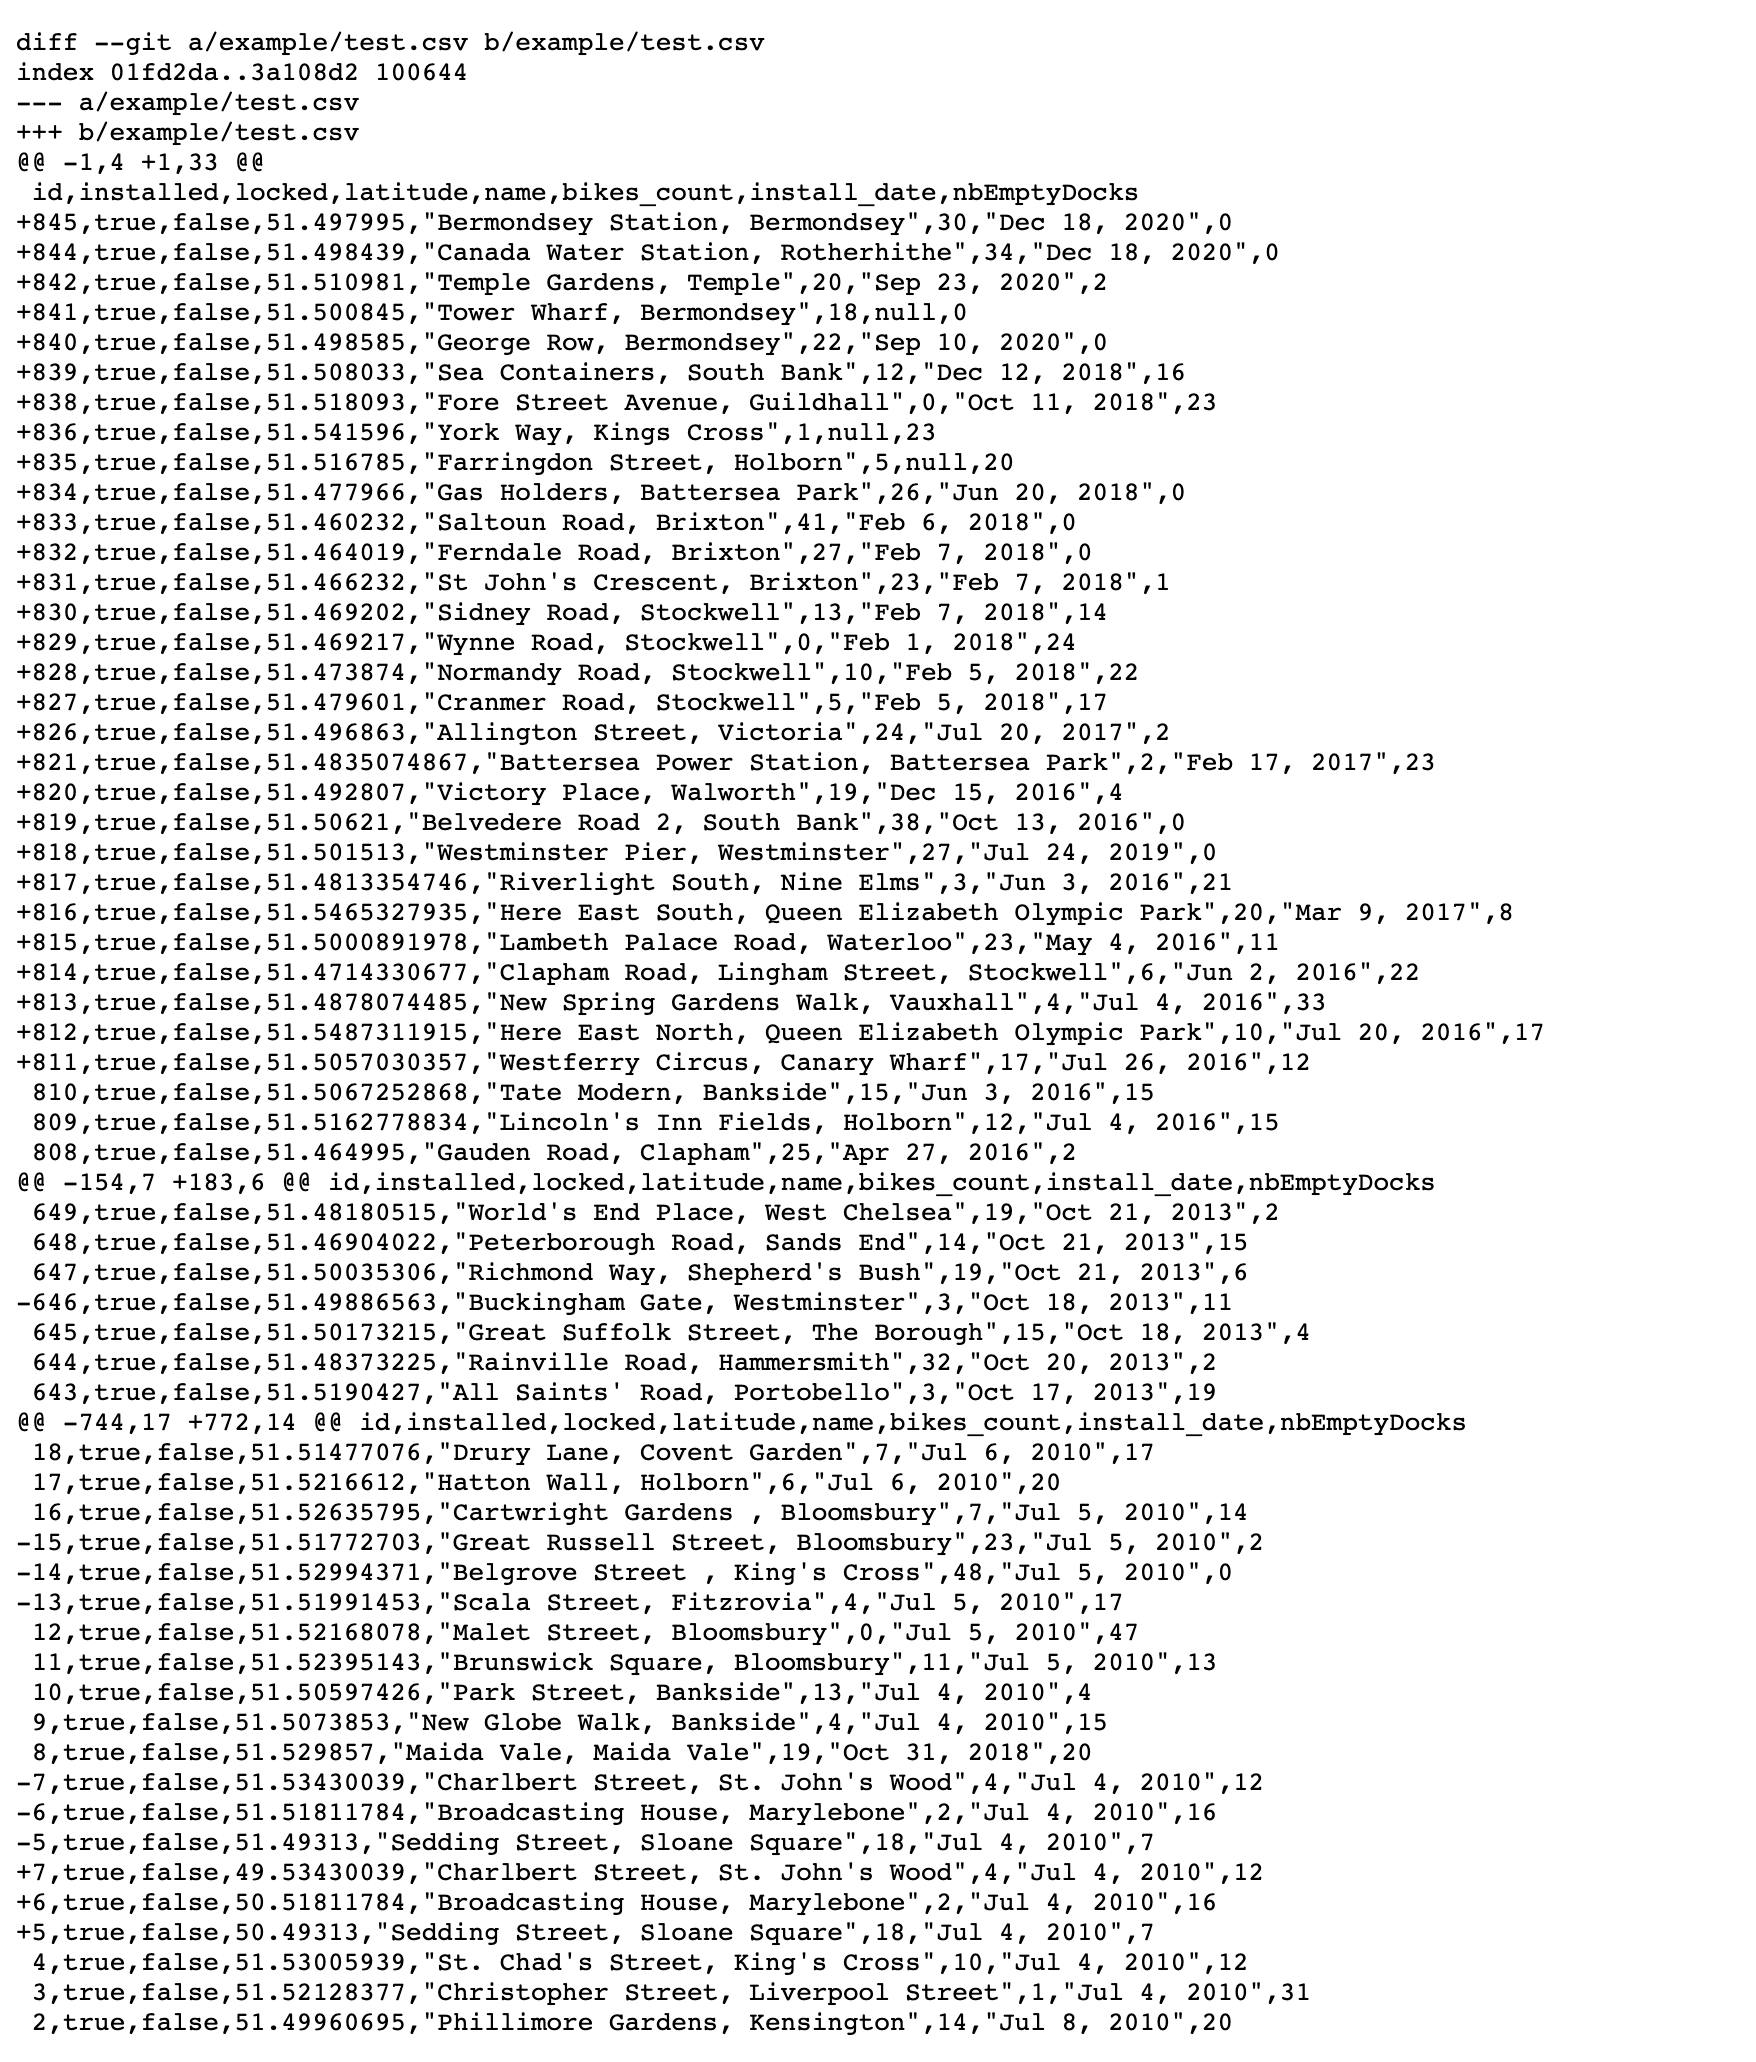 diff --git a/example/test.csv b/example/test.csv
index 01fd2da..3a108d2 100644
--- a/example/test.csv
+++ b/example/test.csv
@@ -1,4 +1,33 @@
 id,installed,locked,latitude,name,bikes_count,install_date,nbEmptyDocks
+845,true,false,51.497995,"Bermondsey Station, Bermondsey",30,"Dec 18, 2020",0
+844,true,false,51.498439,"Canada Water Station, Rotherhithe",34,"Dec 18, 2020",0
+842,true,false,51.510981,"Temple Gardens, Temple",20,"Sep 23, 2020",2
+841,true,false,51.500845,"Tower Wharf, Bermondsey",18,null,0
+840,true,false,51.498585,"George Row, Bermondsey",22,"Sep 10, 2020",0
+839,true,false,51.508033,"Sea Containers, South Bank",12,"Dec 12, 2018",16
+838,true,false,51.518093,"Fore Street Avenue, Guildhall",0,"Oct 11, 2018",23
+836,true,false,51.541596,"York Way, Kings Cross",1,null,23
+835,true,false,51.516785,"Farringdon Street, Holborn",5,null,20
+834,true,false,51.477966,"Gas Holders, Battersea Park",26,"Jun 20, 2018",0
+833,true,false,51.460232,"Saltoun Road, Brixton",41,"Feb 6, 2018",0
+832,true,false,51.464019,"Ferndale Road, Brixton",27,"Feb 7, 2018",0
+831,true,false,51.466232,"St John's Crescent, Brixton",23,"Feb 7, 2018",1
+830,true,false,51.469202,"Sidney Road, Stockwell",13,"Feb 7, 2018",14
+829,true,false,51.469217,"Wynne Road, Stockwell",0,"Feb 1, 2018",24
+828,true,false,51.473874,"Normandy Road, Stockwell",10,"Feb 5, 2018",22
+827,true,false,51.479601,"Cranmer Road, Stockwell",5,"Feb 5, 2018",17
+826,true,false,51.496863,"Allington Street, Victoria",24,"Jul 20, 2017",2
+821,true,false,51.4835074867,"Battersea Power Station, Battersea Park",2,"Feb 17, 2017",23
+820,true,false,51.492807,"Victory Place, Walworth",19,"Dec 15, 2016",4
+819,true,false,51.50621,"Belvedere Road 2, South Bank",38,"Oct 13, 2016",0
+818,true,false,51.501513,"Westminster Pier, Westminster",27,"Jul 24, 2019",0
+817,true,false,51.4813354746,"Riverlight South, Nine Elms",3,"Jun 3, 2016",21
+816,true,false,51.5465327935,"Here East South, Queen Elizabeth Olympic Park",20,"Mar 9, 2017",8
+815,true,false,51.5000891978,"Lambeth Palace Road, Waterloo",23,"May 4, 2016",11
+814,true,false,51.4714330677,"Clapham Road, Lingham Street, Stockwell",6,"Jun 2, 2016",22
+813,true,false,51.4878074485,"New Spring Gardens Walk, Vauxhall",4,"Jul 4, 2016",33
+812,true,false,51.5487311915,"Here East North, Queen Elizabeth Olympic Park",10,"Jul 20, 2016",17
+811,true,false,51.5057030357,"Westferry Circus, Canary Wharf",17,"Jul 26, 2016",12
 810,true,false,51.5067252868,"Tate Modern, Bankside",15,"Jun 3, 2016",15
 809,true,false,51.5162778834,"Lincoln's Inn Fields, Holborn",12,"Jul 4, 2016",15
 808,true,false,51.464995,"Gauden Road, Clapham",25,"Apr 27, 2016",2
@@ -154,7 +183,6 @@ id,installed,locked,latitude,name,bikes_count,install_date,nbEmptyDocks
 649,true,false,51.48180515,"World's End Place, West Chelsea",19,"Oct 21, 2013",2
 648,true,false,51.46904022,"Peterborough Road, Sands End",14,"Oct 21, 2013",15
 647,true,false,51.50035306,"Richmond Way, Shepherd's Bush",19,"Oct 21, 2013",6
-646,true,false,51.49886563,"Buckingham Gate, Westminster",3,"Oct 18, 2013",11
 645,true,false,51.50173215,"Great Suffolk Street, The Borough",15,"Oct 18, 2013",4
 644,true,false,51.48373225,"Rainville Road, Hammersmith",32,"Oct 20, 2013",2
 643,true,false,51.5190427,"All Saints' Road, Portobello",3,"Oct 17, 2013",19
@@ -744,17 +772,14 @@ id,installed,locked,latitude,name,bikes_count,install_date,nbEmptyDocks
 18,true,false,51.51477076,"Drury Lane, Covent Garden",7,"Jul 6, 2010",17
 17,true,false,51.5216612,"Hatton Wall, Holborn",6,"Jul 6, 2010",20
 16,true,false,51.52635795,"Cartwright Gardens , Bloomsbury",7,"Jul 5, 2010",14
-15,true,false,51.51772703,"Great Russell Street, Bloomsbury",23,"Jul 5, 2010",2
-14,true,false,51.52994371,"Belgrove Street , King's Cross",48,"Jul 5, 2010",0
-13,true,false,51.51991453,"Scala Street, Fitzrovia",4,"Jul 5, 2010",17
 12,true,false,51.52168078,"Malet Street, Bloomsbury",0,"Jul 5, 2010",47
 11,true,false,51.52395143,"Brunswick Square, Bloomsbury",11,"Jul 5, 2010",13
 10,true,false,51.50597426,"Park Street, Bankside",13,"Jul 4, 2010",4
 9,true,false,51.5073853,"New Globe Walk, Bankside",4,"Jul 4, 2010",15
 8,true,false,51.529857,"Maida Vale, Maida Vale",19,"Oct 31, 2018",20
-7,true,false,51.53430039,"Charlbert Street, St. John's Wood",4,"Jul 4, 2010",12
-6,true,false,51.51811784,"Broadcasting House, Marylebone",2,"Jul 4, 2010",16
-5,true,false,51.49313,"Sedding Street, Sloane Square",18,"Jul 4, 2010",7
+7,true,false,49.53430039,"Charlbert Street, St. John's Wood",4,"Jul 4, 2010",12
+6,true,false,50.51811784,"Broadcasting House, Marylebone",2,"Jul 4, 2010",16
+5,true,false,50.49313,"Sedding Street, Sloane Square",18,"Jul 4, 2010",7
 4,true,false,51.53005939,"St. Chad's Street, King's Cross",10,"Jul 4, 2010",12
 3,true,false,51.52128377,"Christopher Street, Liverpool Street",1,"Jul 4, 2010",31
 2,true,false,51.49960695,"Phillimore Gardens, Kensington",14,"Jul 8, 2010",20